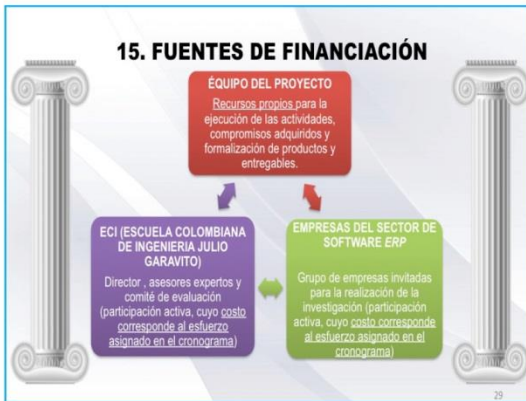 15. FUENTES DE FINANCIACIÓN
ÉQUIPO DEL PROYECTO
Recursos propios para la
ejecución de las actividades,
compromisos adquiridos y
formalización de productos y
entregables.
ECI (ESCUELA COLOMBIANA
DE INGENIERIA JULIO
GARAVITO)
Director , asesores expertos y
comité de evaluación
(participación activa, cuyo costo
corresponde al esfuerzo
asignado en el cronograma)
EMPRESAS DEL SECTOR DE
SOFTWARE ERP
Grupo de empresas invitadas
para la realización de la
investigación (participación
activa, cuyo costo corresponde
al esfuerzo asignado en el
cronograma)
29